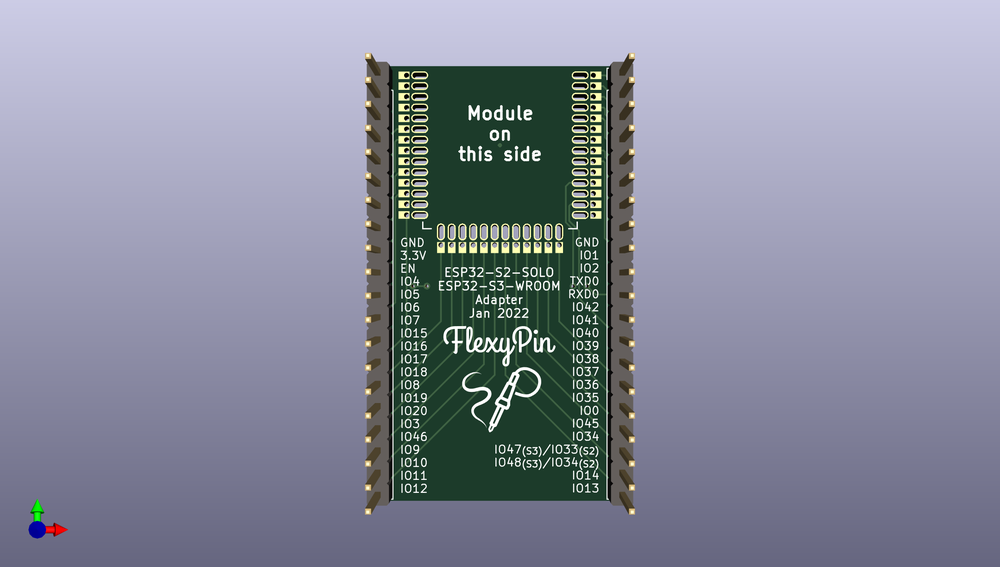 Module
on
this side
GND
3.3V
EN
IO4
IO5
IO6
IO7
IO15
IO16
IO17
IO18
IO8
IO19
IO20
IO3
IO46
IO9
IO10
IO11
IO12
ESP32-S2-SOLO
ESP32-S3-WROOM
Adapter
Jan 2022
FlexyPin
GND
IO1
IO2
TXD0
RXD0
IO42
IO41
IO40
IO39
IO38
IO37
IO36
IO35
IO0
IO45
IO34
IO47(S3)/IO33(S2)
IO48(S3)/IO34(S2)
IO14
IO13